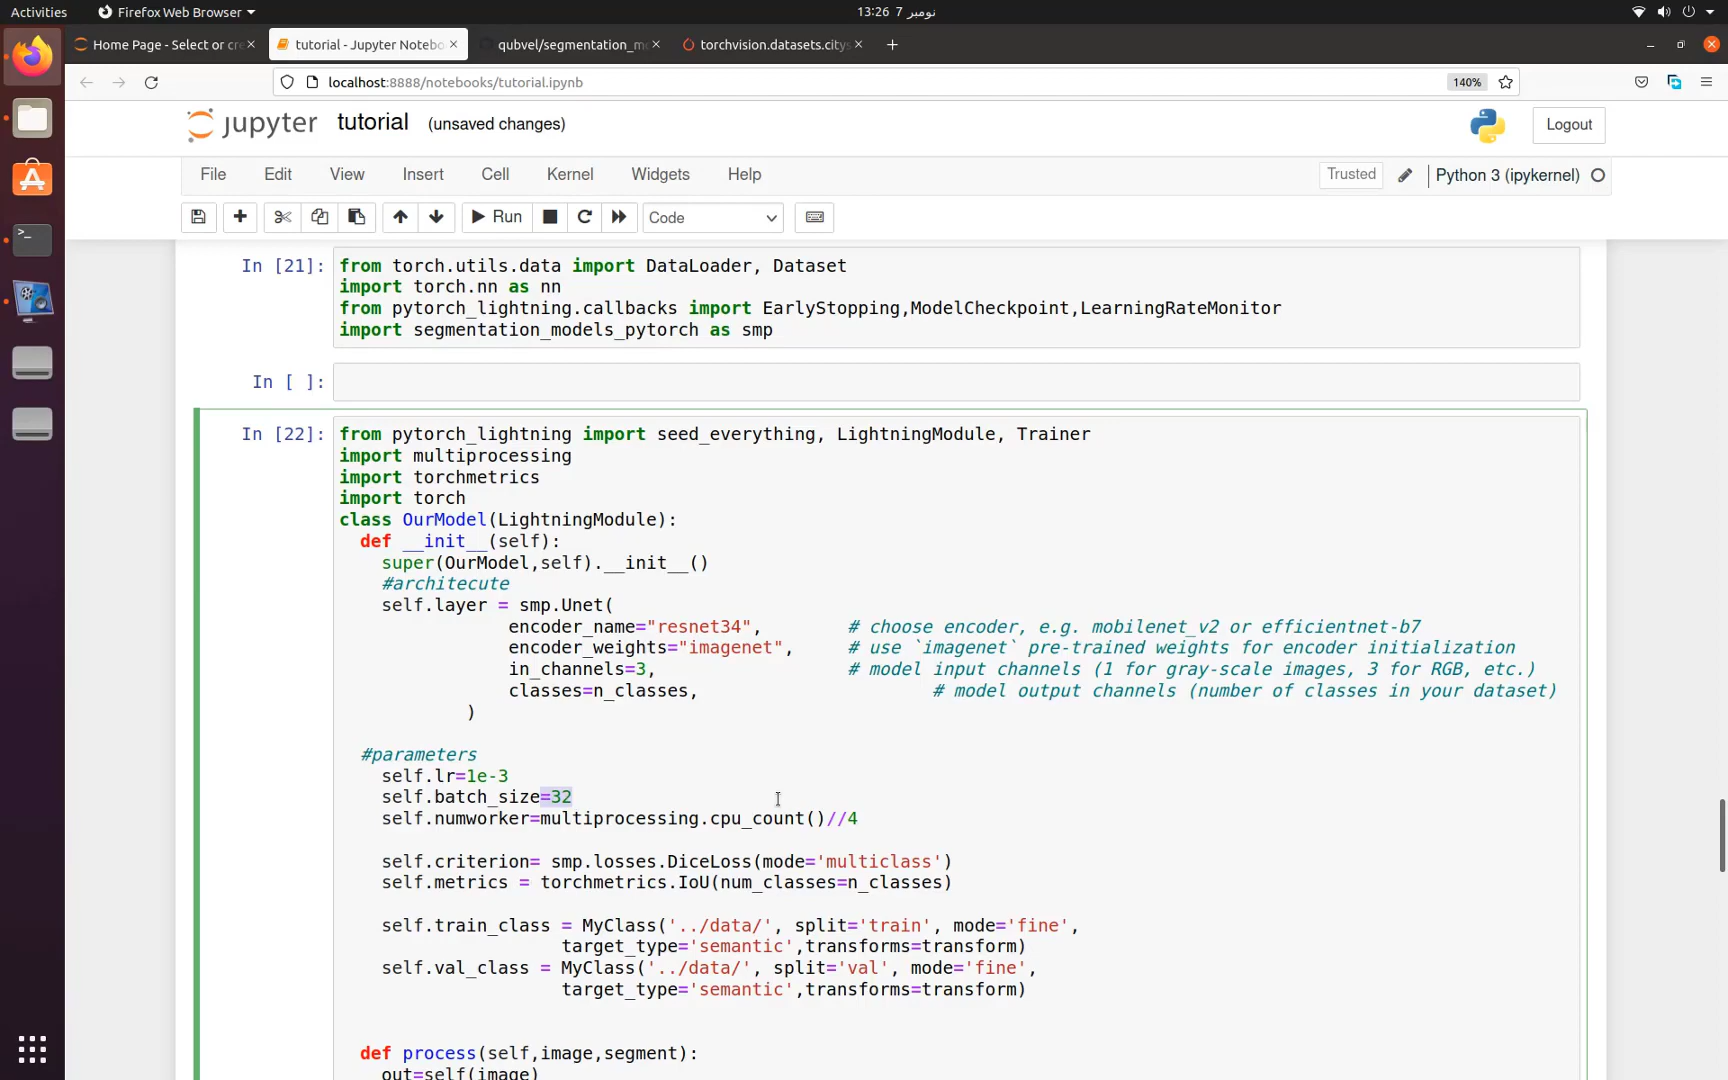 Activities Firefox Web Browser 13:26 7 نومبر
Home Page - Select or cre tutorial - Jupyter Notebo qubvel/segmentation_mo torchvision.datasets.citys
localhost:8888/notebooks/tutorial.ipynb 140%
jupyter tutorial (unsaved changes) Logout
File Edit View Insert Cell Kernel Widgets Help Trusted Python 3 (ipykernel)
Run Code
In [21]:
from torch.utils.data import DataLoader, Dataset
import torch.nn as nn
from pytorch_lightning.callbacks import EarlyStopping,ModelCheckpoint,LearningRateMonitor
import segmentation_models_pytorch as smp
In [ ]:
In [22]:
from pytorch_lightning import seed_everything, LightningModule, Trainer
import multiprocessing
import torchmetrics
import torch
class OurModel(LightningModule):
def __init__(self):
super(OurModel,self).__init__()
#architecute
self.layer = smp.Unet(
encoder_name="resnet34", # choose encoder, e.g. mobilenet_v2 or efficientnet-b7
encoder_weights="imagenet", # use `imagenet` pre-trained weights for encoder initialization
in_channels=3, # model input channels (1 for gray-scale images, 3 for RGB, etc.)
classes=n_classes, # model output channels (number of classes in your dataset)
)
#parameters
self.lr=1e-3
self.batch_size=32
self.numworker=multiprocessing.cpu_count()//4
self.criterion= smp.losses.DiceLoss(mode='multiclass')
self.metrics = torchmetrics.IoU(num_classes=n_classes)
self.train_class = MyClass('../data/', split='train', mode='fine',
target_type='semantic',transforms=transform)
self.val_class = MyClass('../data/', split='val', mode='fine',
target_type='semantic',transforms=transform)
def process(self,image,segment):
out=self(image)